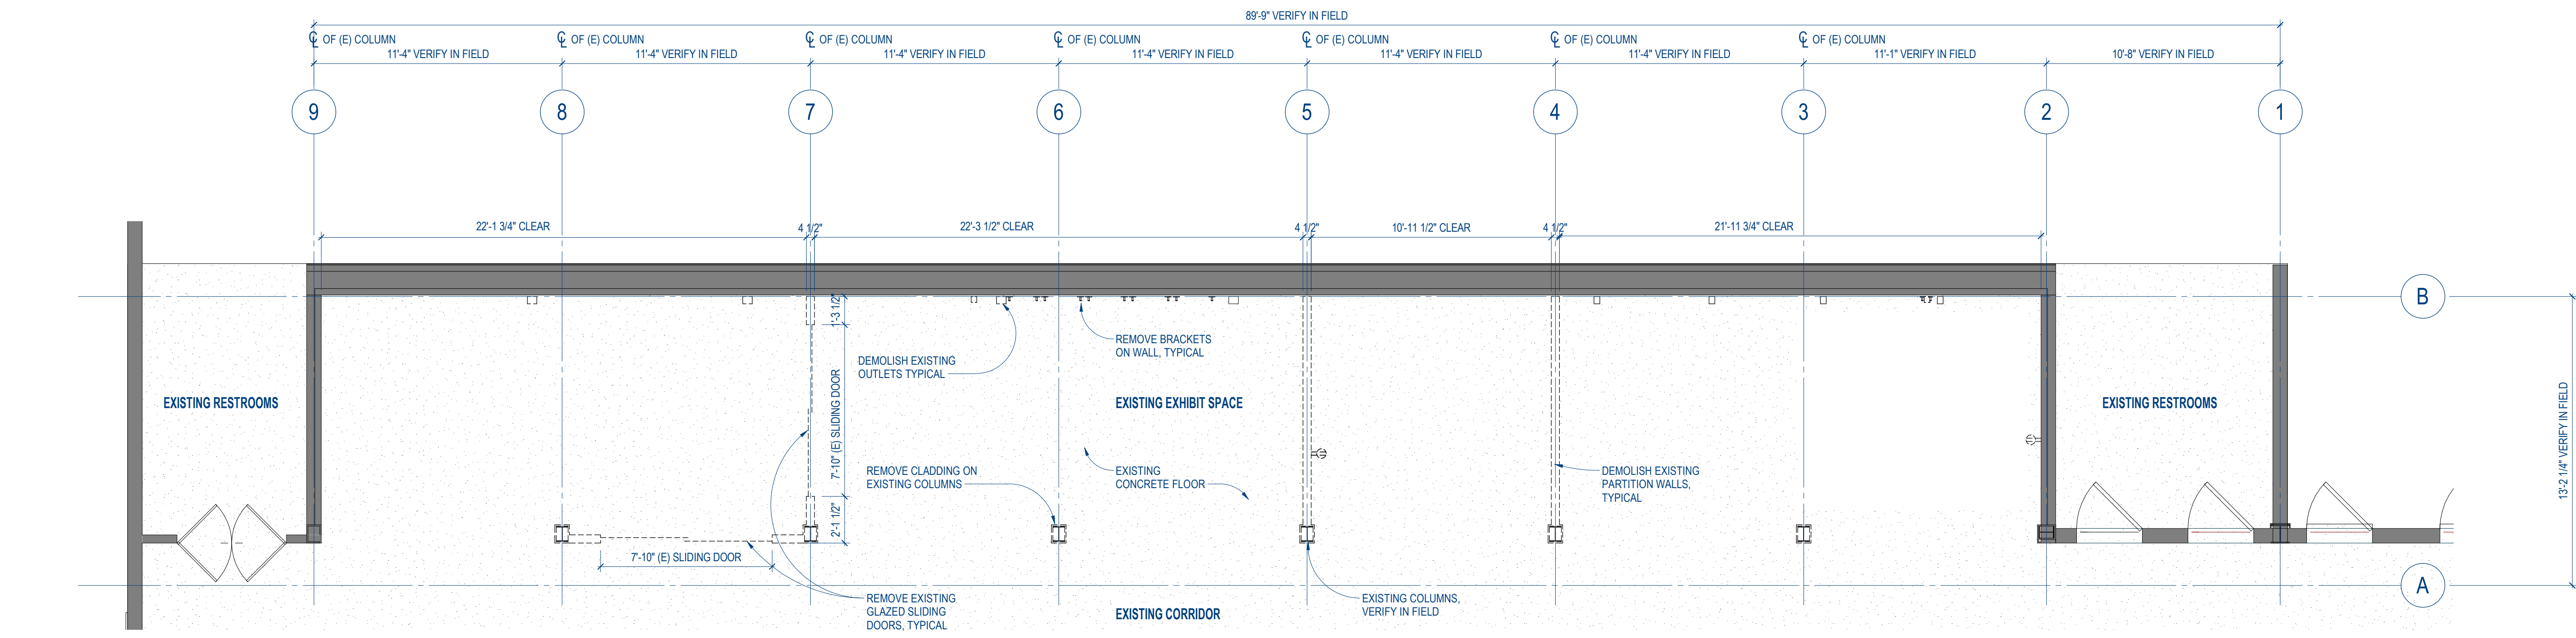 89'-9" VERIFY IN FIELD
℄ OF (E) COLUMN
℄ OF (E) COLUMN
℄ OF (E) COLUMN
℄ OF (E) COLUMN
℄ OF (E) COLUMN
℄ OF (E) COLUMN
℄ OF (E) COLUMN
11'-4" VERIFY IN FIELD
11'-4" VERIFY IN FIELD
11'-4" VERIFY IN FIELD
11'-4" VERIFY IN FIELD
11'-4" VERIFY IN FIELD
11'-4" VERIFY IN FIELD
11'-1" VERIFY IN FIELD
10'-8" VERIFY IN FIELD
9
8
7
6
5
4
3
2
1
22'-1 3/4" CLEAR
4 1/2"
22'-3 1/2" CLEAR
4 1/2"
10'-11 1/2" CLEAR
4 1/2"
21'-11 3/4" CLEAR
B
1'-3 1/2"
REMOVE BRACKETS
ON WALL, TYPICAL
DEMOLISH EXISTING
OUTLETS TYPICAL
EXISTING RESTROOMS
7'-10" (E) SLIDING DOOR
EXISTING EXHIBIT SPACE
EXISTING RESTROOMS
13'-2 1/4" VERIFY IN FIELD
REMOVE CLADDING ON
EXISTING COLUMNS
EXISTING
CONCRETE FLOOR
DEMOLISH EXISTING
PARTITION WALLS,
TYPICAL
2'-1 1/2"
7'-10" (E) SLIDING DOOR
A
REMOVE EXISTING
GLAZED SLIDING
DOORS, TYPICAL
EXISTING CORRIDOR
EXISTING COLUMNS,
VERIFY IN FIELD